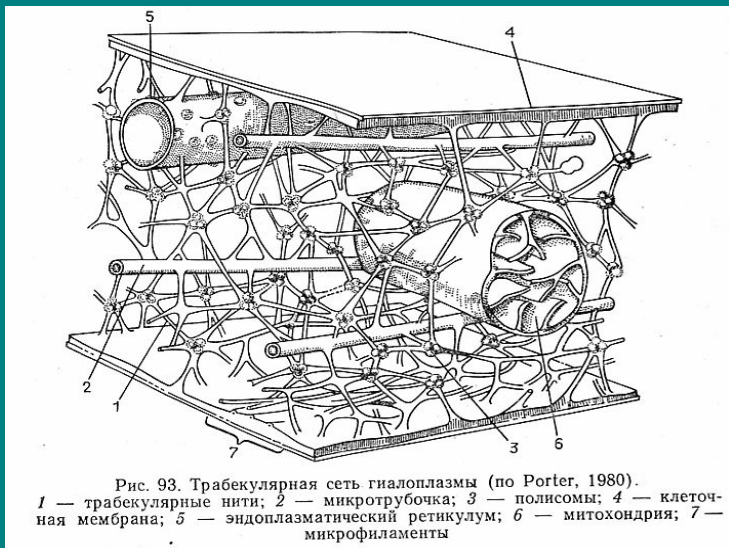 5
4
2
1
7
3
6
Рис. 93. Трабекулярная сеть гиалоплазмы (по Porter, 1980).
1 — трабекулярные нити; 2 — микротрубочка; 3 — полисомы; 4 — клеточ-
ная мембрана; 5 — эндоплазматический ретикулум; 6 — митохондрия; 7 —
микрофиламенты